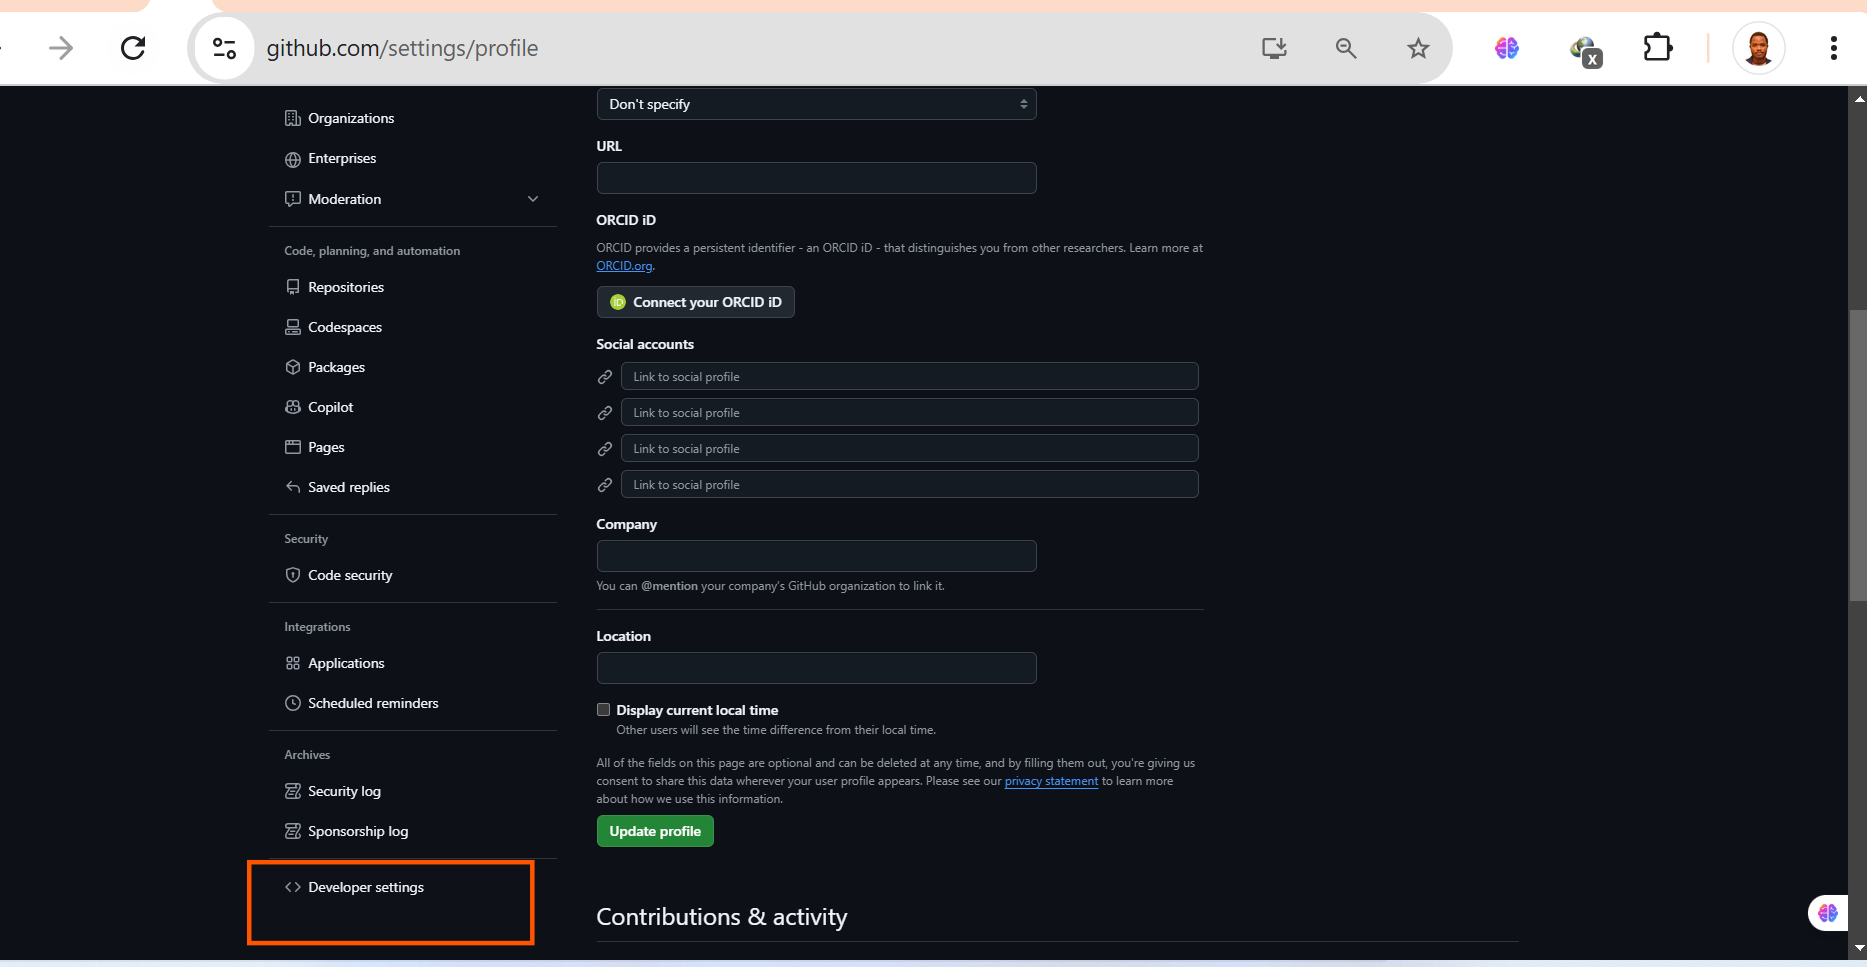 github.com/settings/profile
X
Organizations
Enterprises
Moderation
Code, planning, and automation
Repositories
Codespaces
Packages
Copilot
Pages
Saved replies
Security
Code security
Integrations
Applications
Scheduled reminders
Archives
Security log
Sponsorship log
Developer settings
Don't specify
URL
ORCID iD
ORCID provides a persistent identifier - an ORCID iD - that distinguishes you from other researchers. Learn more at
ORCID.org.
iD Connect your ORCID iD
Social accounts
Link to social profile
Link to social profile
Link to social profile
Link to social profile
Company
You can @mention your company's GitHub organization to link it.
Location
Display current local time
Other users will see the time difference from their local time.
All of the fields on this page are optional and can be deleted at any time, and by filling them out, you're giving us
consent to share this data wherever your user profile appears. Please see our privacy statement to learn more
about how we use this information.
Update profile
Contributions & activity